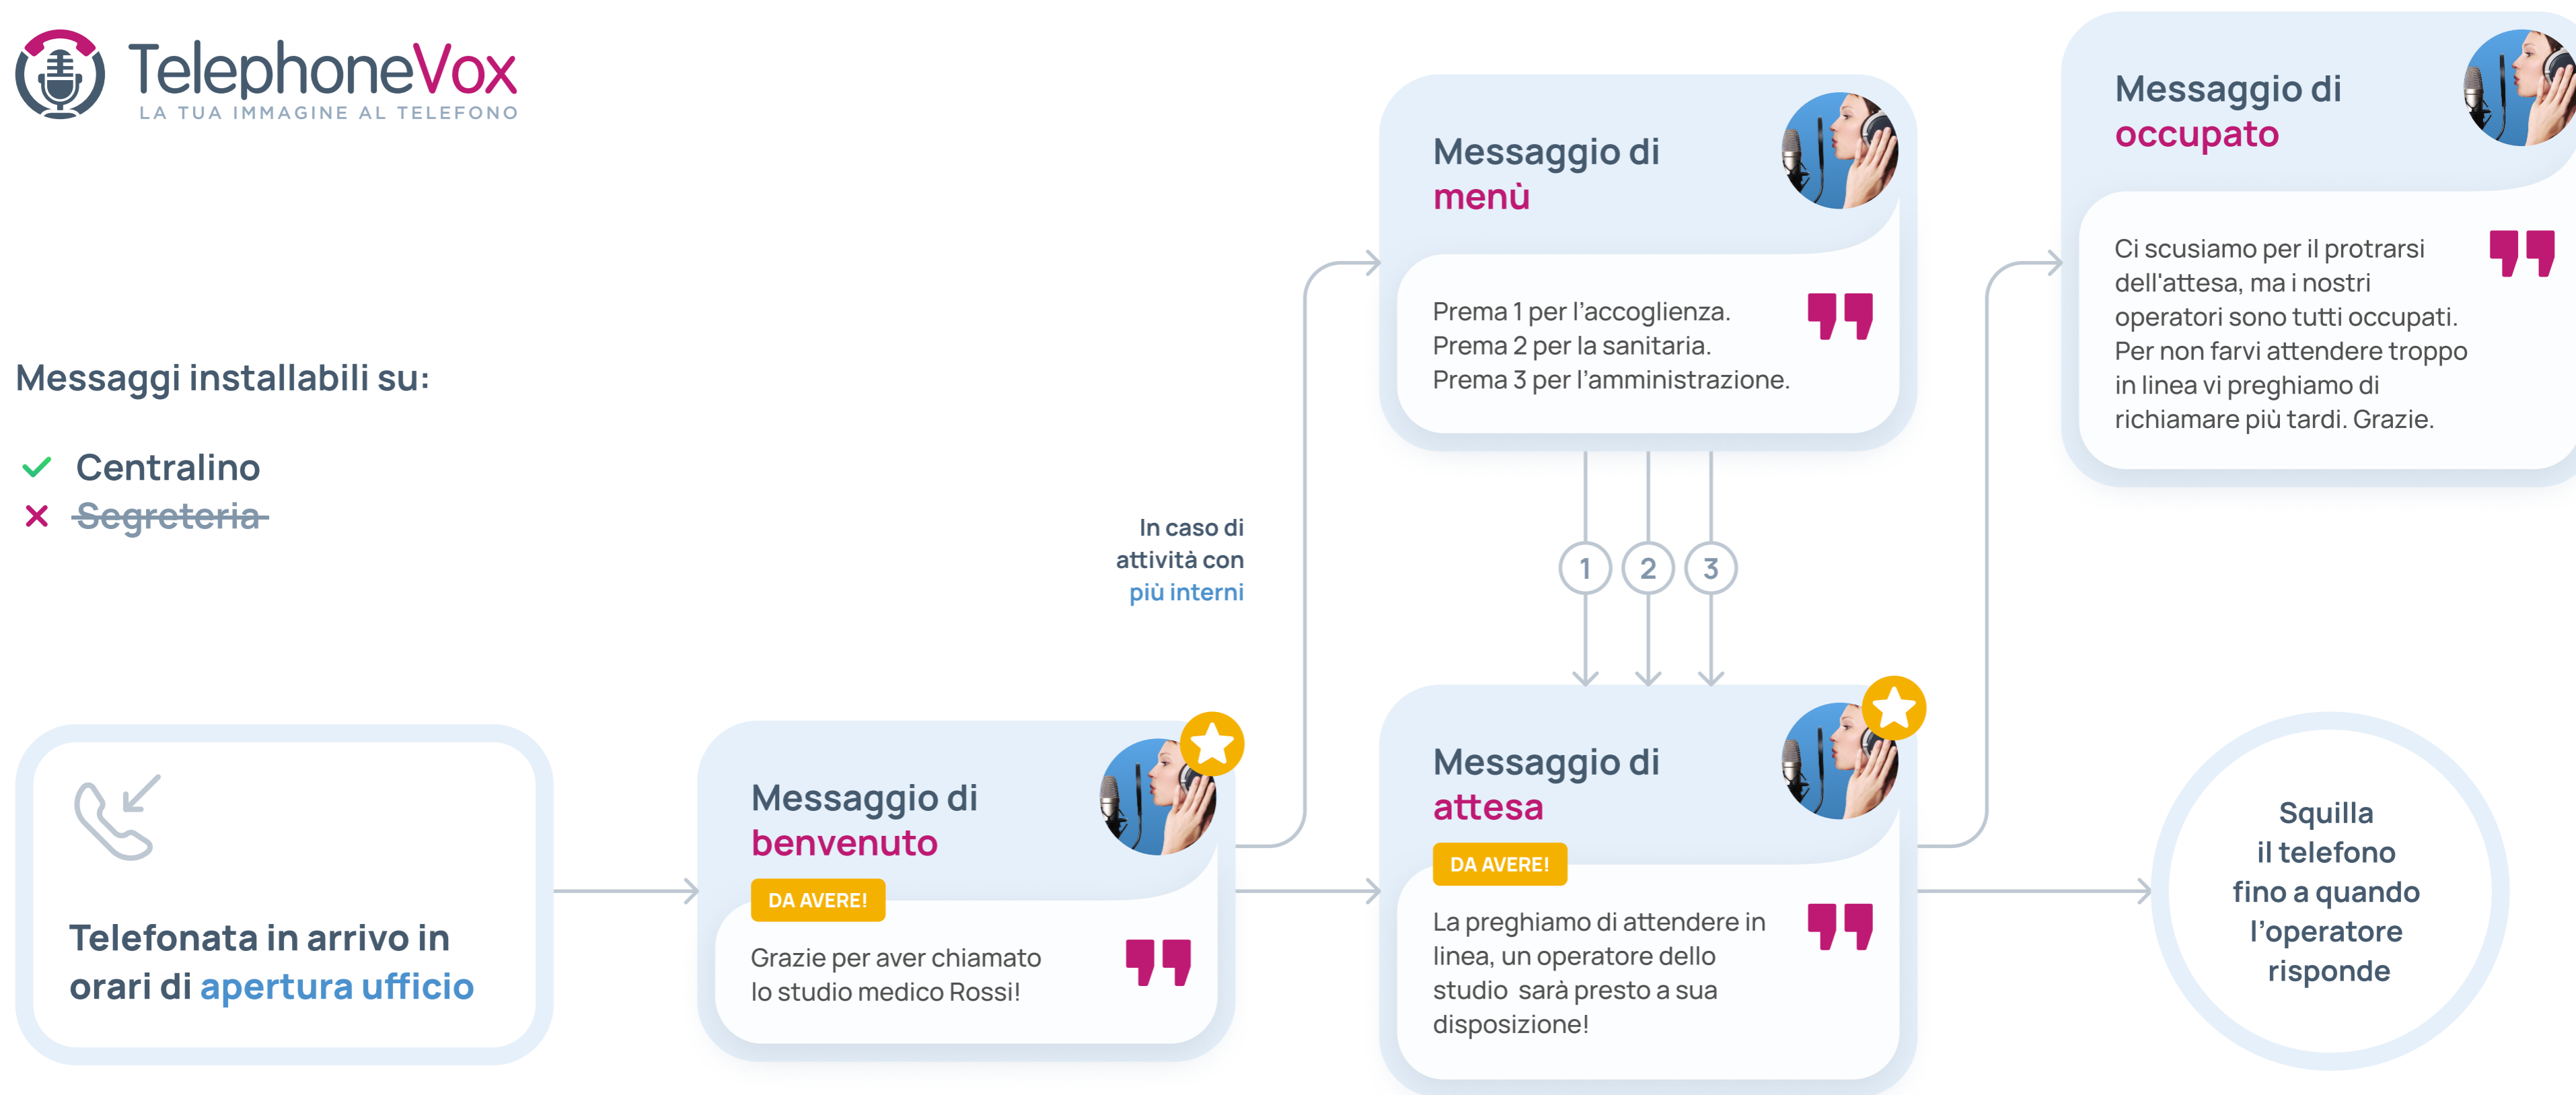 TelephoneVox
LA TUA IMMAGINE AL TELEFONO
Messaggi installabili su:
Centralino
Segreteria
Telefonata in arrivo in
orari di apertura ufficio
Messaggio di
benvenuto
DA AVERE!
Grazie per aver chiamato
lo studio medico Rossi!
In caso di
attività con
più interni
Messaggio di
menù
Prema 1 per l’accoglienza.
Prema 2 per la sanitaria.
Prema 3 per l’amministrazione.
1 2 3
Messaggio di
attesa
DA AVERE!
La preghiamo di attendere in
linea, un operatore dello
studio sarà presto a sua
disposizione!
Messaggio di
occupato
Ci scusiamo per il protrarsi
dell'attesa, ma i nostri
operatori sono tutti occupati.
Per non farvi attendere troppo
in linea vi preghiamo di
richiamare più tardi. Grazie.
Squilla
il telefono
fino a quando
l’operatore
risponde